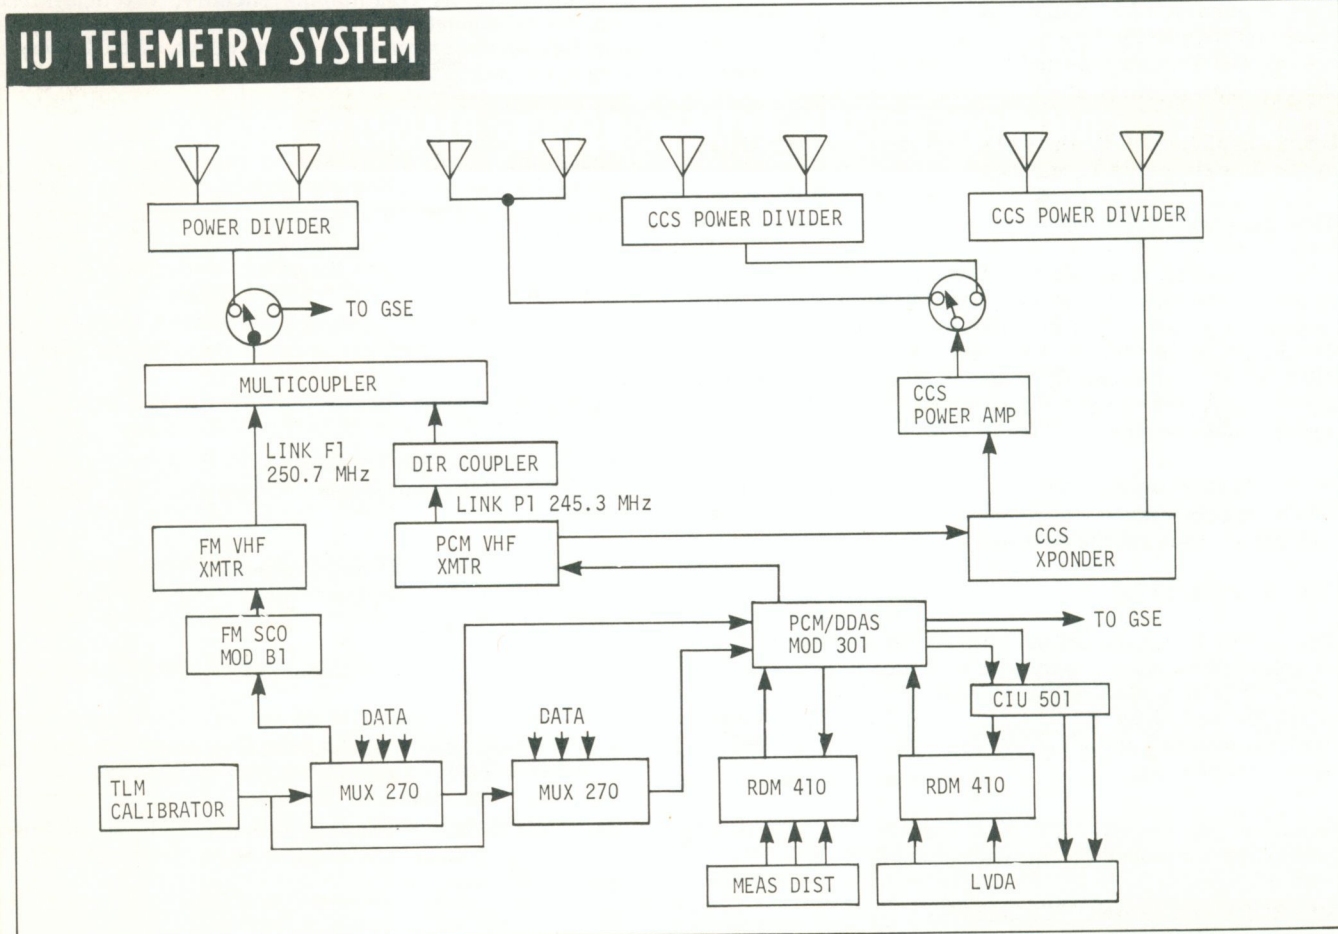 IU TELEMETRY SYSTEM
POWER DIVIDER
CCS POWER DIVIDER
CCS POWER DIVIDER
TO GSE
MULTICOUPLER
CCS
POWER AMP
LINK F1
250.7 MHz
DIR COUPLER
LINK P1 245.3 MHz
FM VHF
XMTR
PCM VHF
XMTR
CCS
XPONDER
FM SCO
MOD B1
PCM/DDAS
MOD 301
TO GSE
CIU 501
DATA
DATA
TLM
CALIBRATOR
MUX 270
MUX 270
RDM 410
RDM 410
MEAS DIST
LVDA